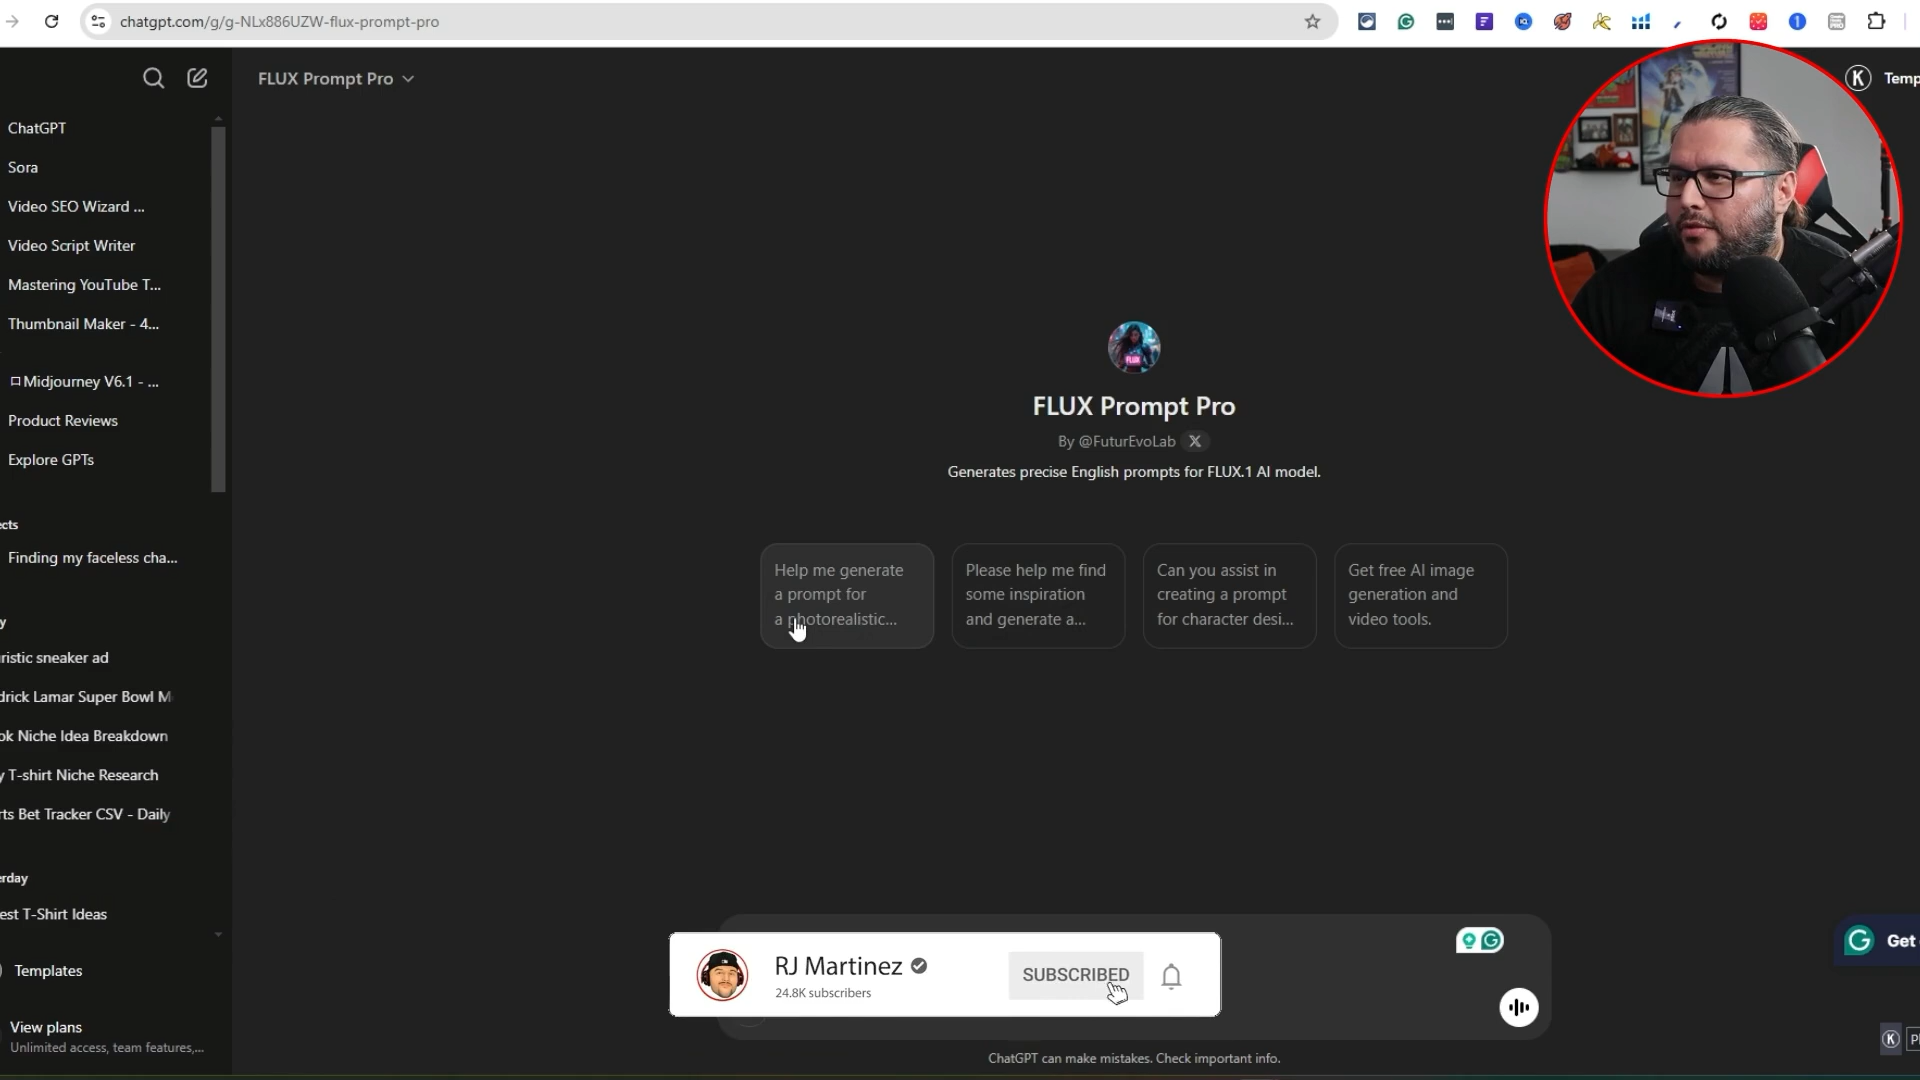 chatgpt.com/g/g-NLx886UZW-flux-prompt-pro
FLUX Prompt Pro
K
Temp
ChatGPT
Sora
Video SEO Wizard ...
Video Script Writer
Mastering YouTube T...
Thumbnail Maker - 4...
Midjourney V6.1 - ...
Product Reviews
Explore GPTs
ects
Finding my faceless cha...
y
ristic sneaker ad
drick Lamar Super Bowl M
ok Niche Idea Breakdown
y T-shirt Niche Research
rts Bet Tracker CSV - Daily
erday
est T-Shirt Ideas
Templates
View plans
Unlimited access, team features,...
FLUX
FLUX Prompt Pro
By @FuturEvoLab X
Generates precise English prompts for FLUX.1 AI model.
Help me generate
a prompt for
a photorealistic...
Please help me find
some inspiration
and generate a...
Can you assist in
creating a prompt
for character desi...
Get free AI image
generation and
video tools.
RJ Martinez
24.8K subscribers
SUBSCRIBED
Get
K
P
ChatGPT can make mistakes. Check important info.